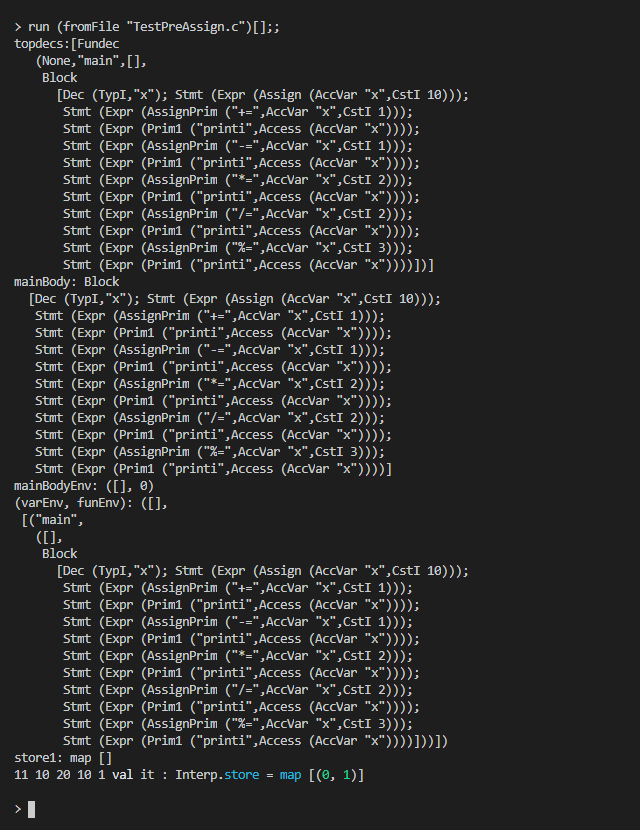 > run (fromFile "TestPreAssign.c")[];;
topdecs:[Fundec
   (None,"main",[],
    Block
      [Dec (TypI,"x"); Stmt (Expr (Assign (AccVar "x",CstI 10)));
       Stmt (Expr (AssignPrim ("+=",AccVar "x",CstI 1)));
       Stmt (Expr (Prim1 ("printi",Access (AccVar "x"))));
       Stmt (Expr (AssignPrim ("-=",AccVar "x",CstI 1)));
       Stmt (Expr (Prim1 ("printi",Access (AccVar "x"))));
       Stmt (Expr (AssignPrim ("*=",AccVar "x",CstI 2)));
       Stmt (Expr (Prim1 ("printi",Access (AccVar "x"))));
       Stmt (Expr (AssignPrim ("/=",AccVar "x",CstI 2)));
       Stmt (Expr (Prim1 ("printi",Access (AccVar "x"))));
       Stmt (Expr (AssignPrim ("%=",AccVar "x",CstI 3)));
       Stmt (Expr (Prim1 ("printi",Access (AccVar "x"))))])]
mainBody: Block
  [Dec (TypI,"x"); Stmt (Expr (Assign (AccVar "x",CstI 10)));
   Stmt (Expr (AssignPrim ("+=",AccVar "x",CstI 1)));
   Stmt (Expr (Prim1 ("printi",Access (AccVar "x"))));
   Stmt (Expr (AssignPrim ("-=",AccVar "x",CstI 1)));
   Stmt (Expr (Prim1 ("printi",Access (AccVar "x"))));
   Stmt (Expr (AssignPrim ("*=",AccVar "x",CstI 2)));
   Stmt (Expr (Prim1 ("printi",Access (AccVar "x"))));
   Stmt (Expr (AssignPrim ("/=",AccVar "x",CstI 2)));
   Stmt (Expr (Prim1 ("printi",Access (AccVar "x"))));
   Stmt (Expr (AssignPrim ("%=",AccVar "x",CstI 3)));
   Stmt (Expr (Prim1 ("printi",Access (AccVar "x"))))]
mainBodyEnv: ([], 0)
(varEnv, funEnv): ([],
 [("main",
   ([],
    Block
      [Dec (TypI,"x"); Stmt (Expr (Assign (AccVar "x",CstI 10)));
       Stmt (Expr (AssignPrim ("+=",AccVar "x",CstI 1)));
       Stmt (Expr (Prim1 ("printi",Access (AccVar "x"))));
       Stmt (Expr (AssignPrim ("-=",AccVar "x",CstI 1)));
       Stmt (Expr (Prim1 ("printi",Access (AccVar "x"))));
       Stmt (Expr (AssignPrim ("*=",AccVar "x",CstI 2)));
       Stmt (Expr (Prim1 ("printi",Access (AccVar "x"))));
       Stmt (Expr (AssignPrim ("/=",AccVar "x",CstI 2)));
       Stmt (Expr (Prim1 ("printi",Access (AccVar "x"))));
       Stmt (Expr (AssignPrim ("%=",AccVar "x",CstI 3)));
       Stmt (Expr (Prim1 ("printi",Access (AccVar "x"))))]))])
store1: map []
11 10 20 10 1 val it : Interp.store = map [(0, 1)]
>